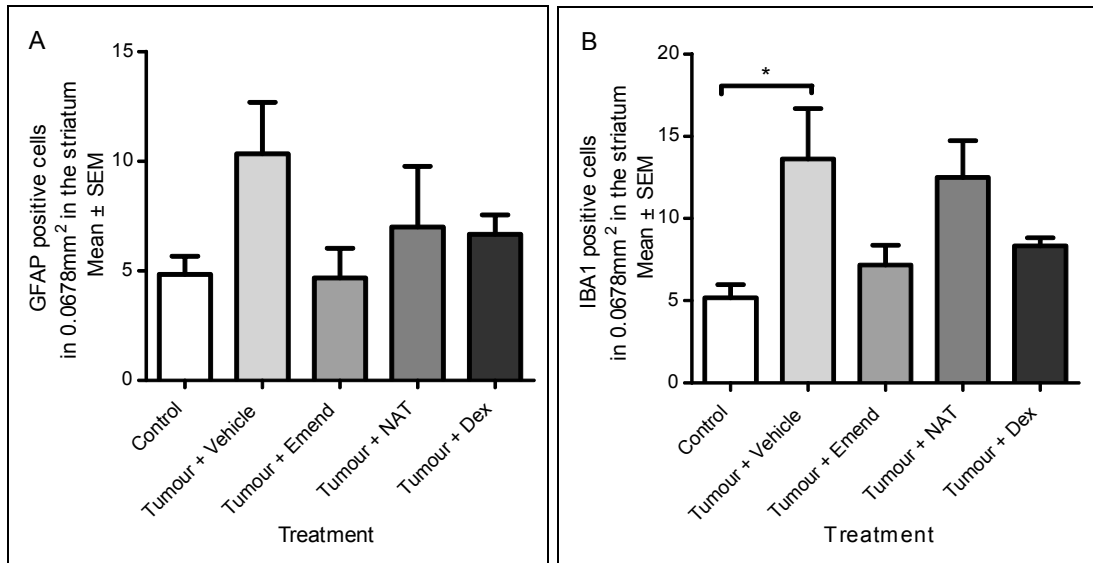 A
GFAP positive cells
in 0.0678mm² in the striatum
Mean ± SEM
15
10
5
0
Control
Tumour + Vehicle
Tumour + Emend
Tumour + NAT
Tumour + Dex
Treatment
B
IBA1 positive cells
in 0.0678mm² in the striatum
Mean ± SEM
20
15
10
5
0
*
Control
Tumour + Vehicle
Tumour + Emend
Tumour + NAT
Tumour + Dex
Treatment